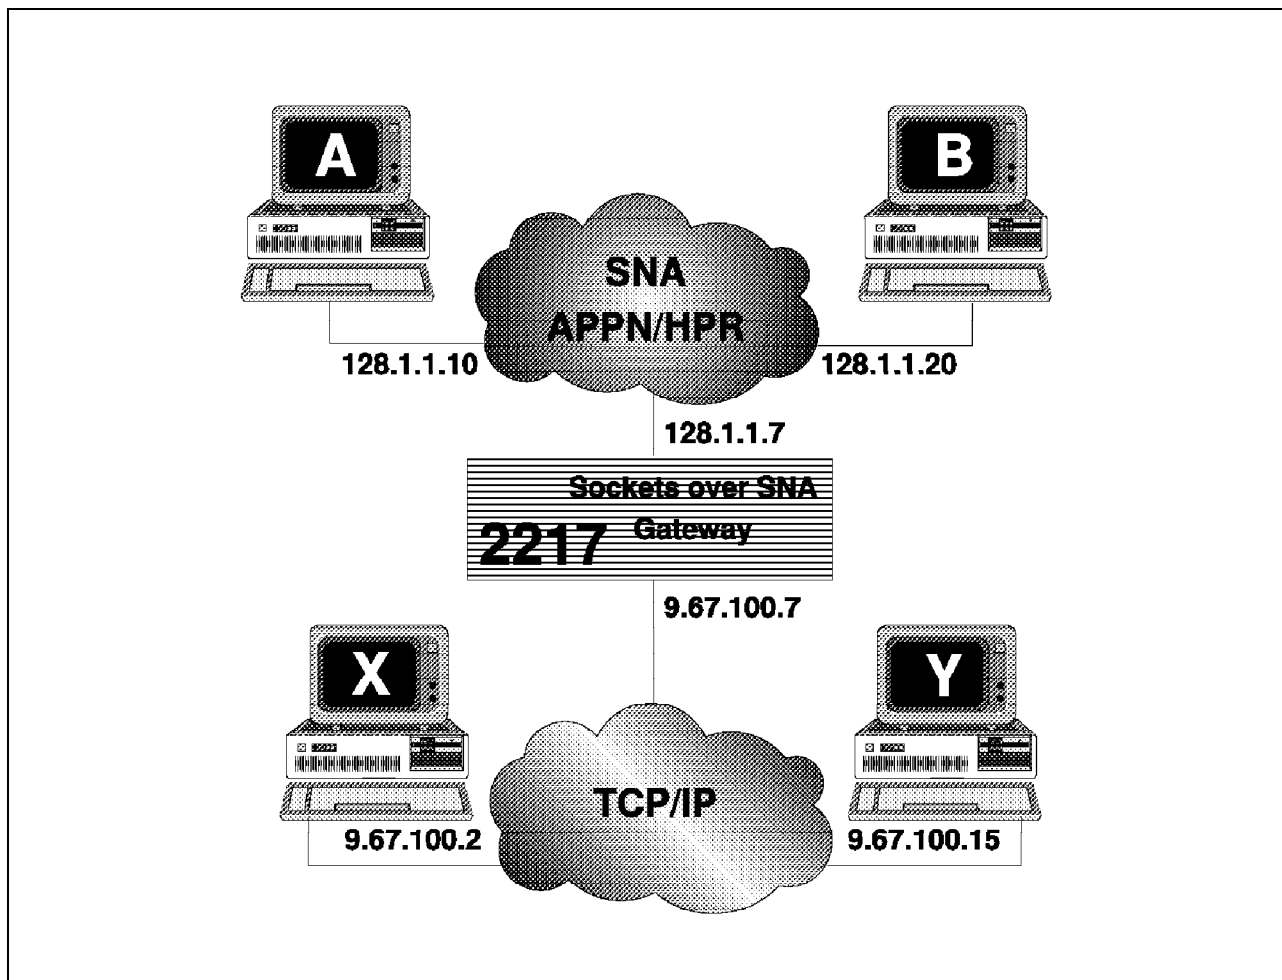 A
B
SNA
APPN/HPR
128.1.1.10
128.1.1.20
128.1.1.7
Sockets over SNA
Gateway
2217
9.67.100.7
X
Y
TCP/IP
9.67.100.2
9.67.100.15